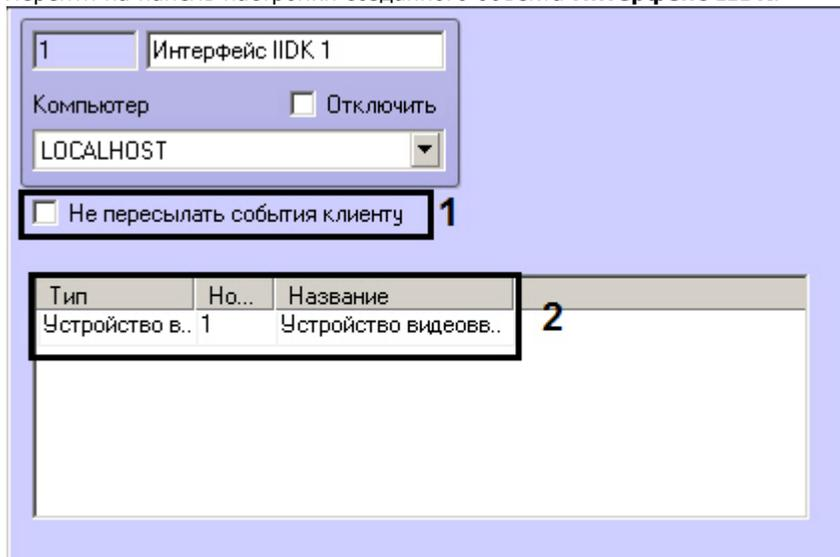 1 Интерфейс IIDK 1
Компьютер Отключить
LOCALHOST
Не пересылать события клиенту 1
Тип Но... Название
Устройство в.. 1 Устройство видеовв.. 2